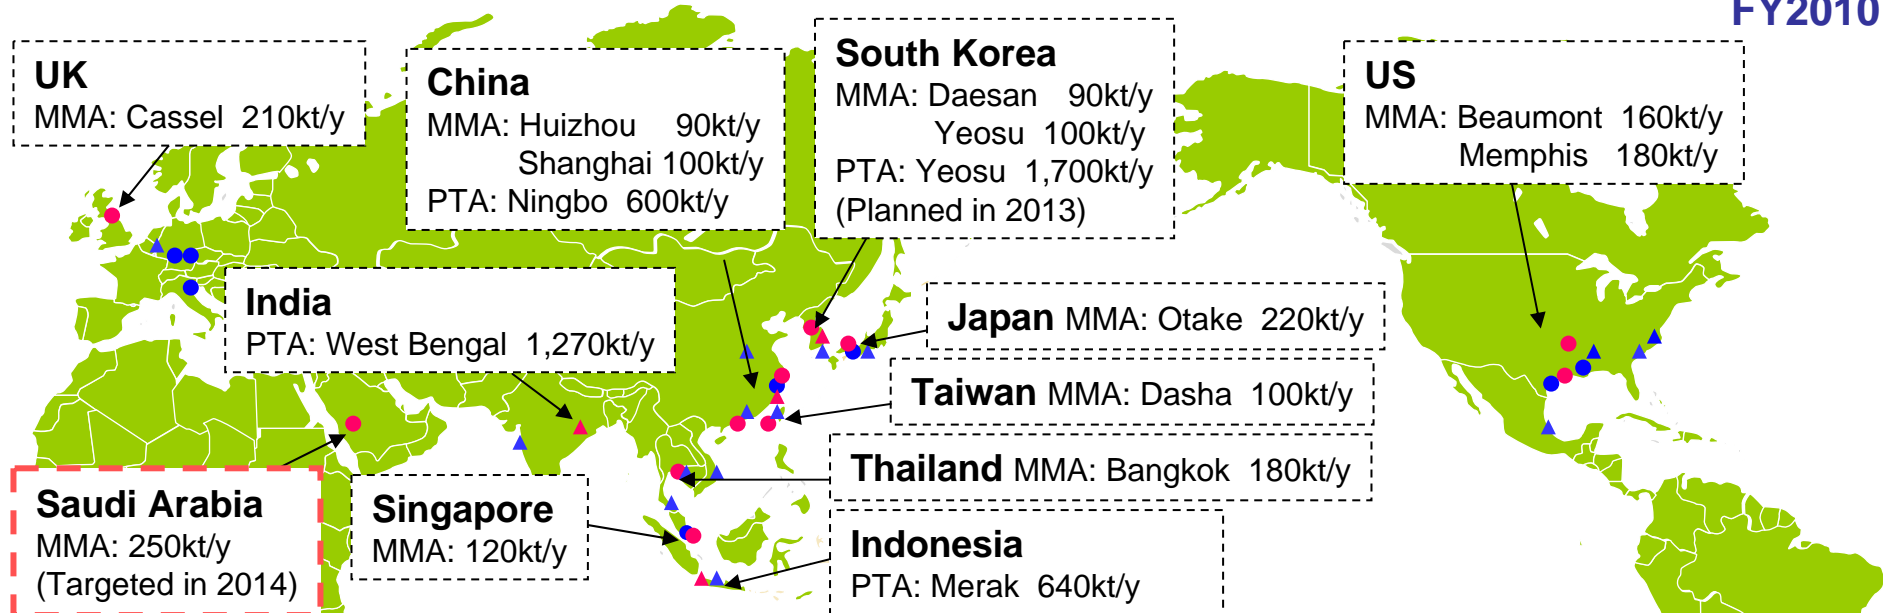 FY2010
UK
MMA: Cassel 210kt/y
China
MMA: Huizhou 90kt/y
Shanghai 100kt/y
PTA: Ningbo 600kt/y
South Korea
MMA: Daesan 90kt/y
Yeosu 100kt/y
PTA: Yeosu 1,700kt/y
(Planned in 2013)
US
MMA: Beaumont 160kt/y
Memphis 180kt/y
India
PTA: West Bengal 1,270kt/y
Japan MMA: Otake 220kt/y
Taiwan MMA: Dasha 100kt/y
Thailand MMA: Bangkok 180kt/y
Saudi Arabia
MMA: 250kt/y
(Targeted in 2014)
Singapore
MMA: 120kt/y
Indonesia
PTA: Merak 640kt/y